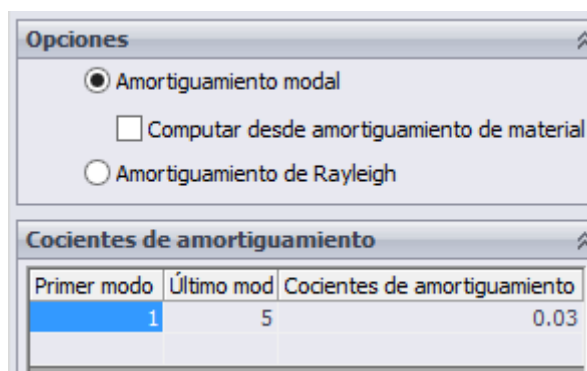 Opciones
Amortiguamiento modal
Computar desde amortiguamiento de material
Amortiguamiento de Rayleigh
Cocientes de amortiguamiento
Primer modo Último mod Cocientes de amortiguamiento
1 5 0.03